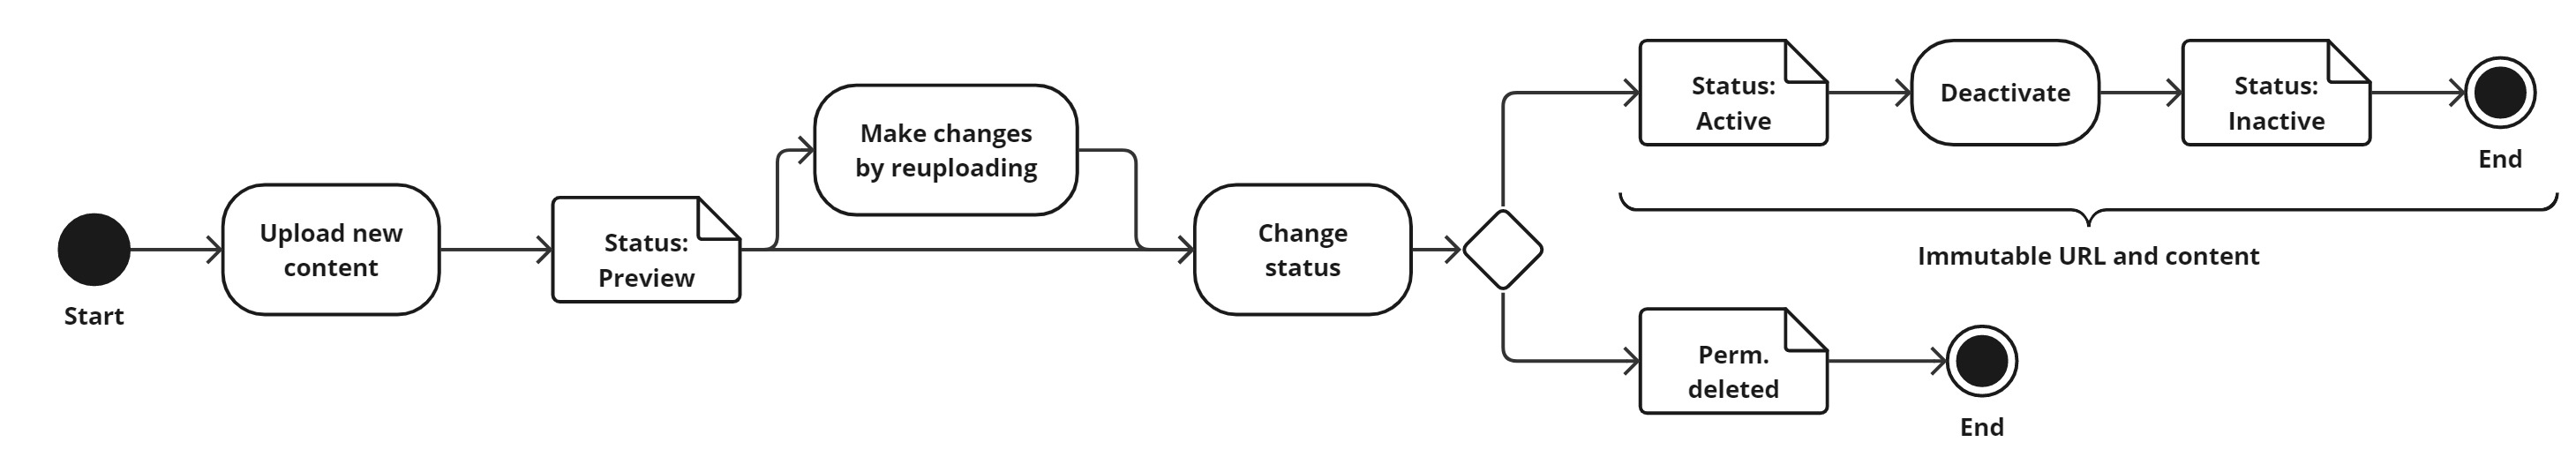 Start
Upload new
content
Status:
Preview
Make changes
by reuploading
Change
status
Status:
Active
Deactivate
Status:
Inactive
End
Immutable URL and content
Perm.
deleted
End